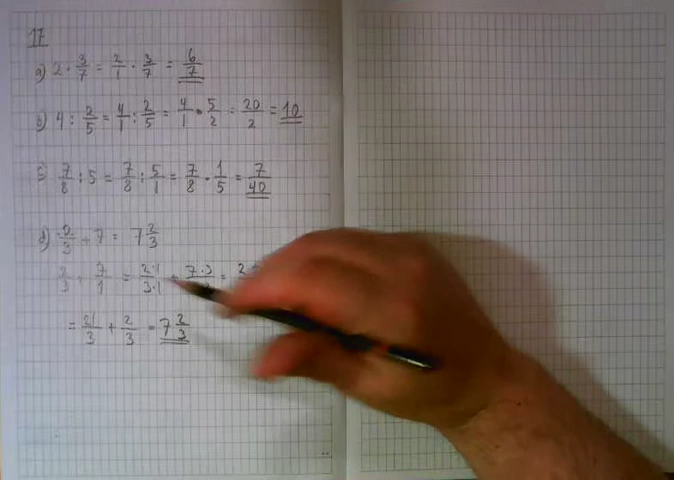 17
a) 2 · 3/7 = 2/1 · 3/7 = 6/7
b) 4 : 2/5 = 4/1 : 2/5 = 4/1 · 5/2 = 20/2 = 10
7/8 : 5 = 7/8 : 5/1 = 7/8 · 1/5 = 7/40
d) 2/3 + 7 = 7 2/3
2/3 + 7/1 = 2·1/3·1 +
= 21/3 + 2/3 = 7 2/3